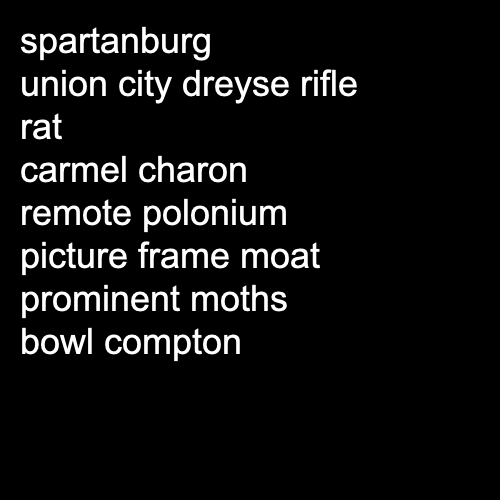 spartanburg
union city dreyse rifle
rat
carmel charon
remote polonium
picture frame moat
prominent moths
bowl compton